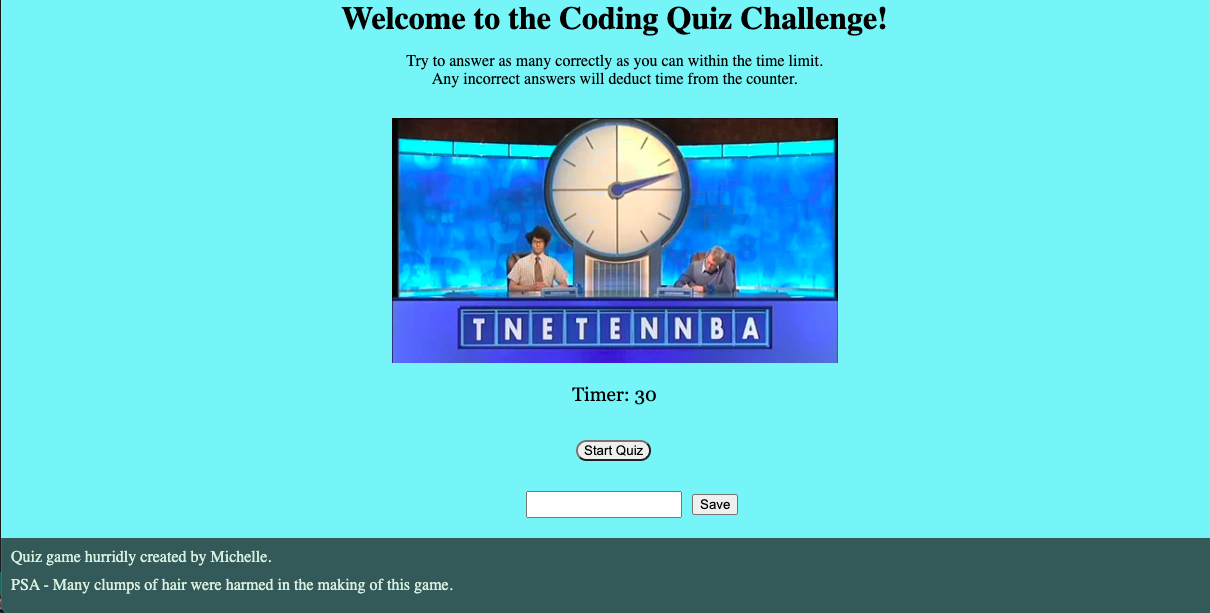 Welcome to the Coding Quiz Challenge!
Try to answer as many correctly as you can within the time limit.
Any incorrect answers will deduct time from the counter.
TNETENNBA
Timer: 30
Start Quiz
Save
Quiz game hurridly created by Michelle.
PSA - Many clumps of hair were harmed in the making of this game.